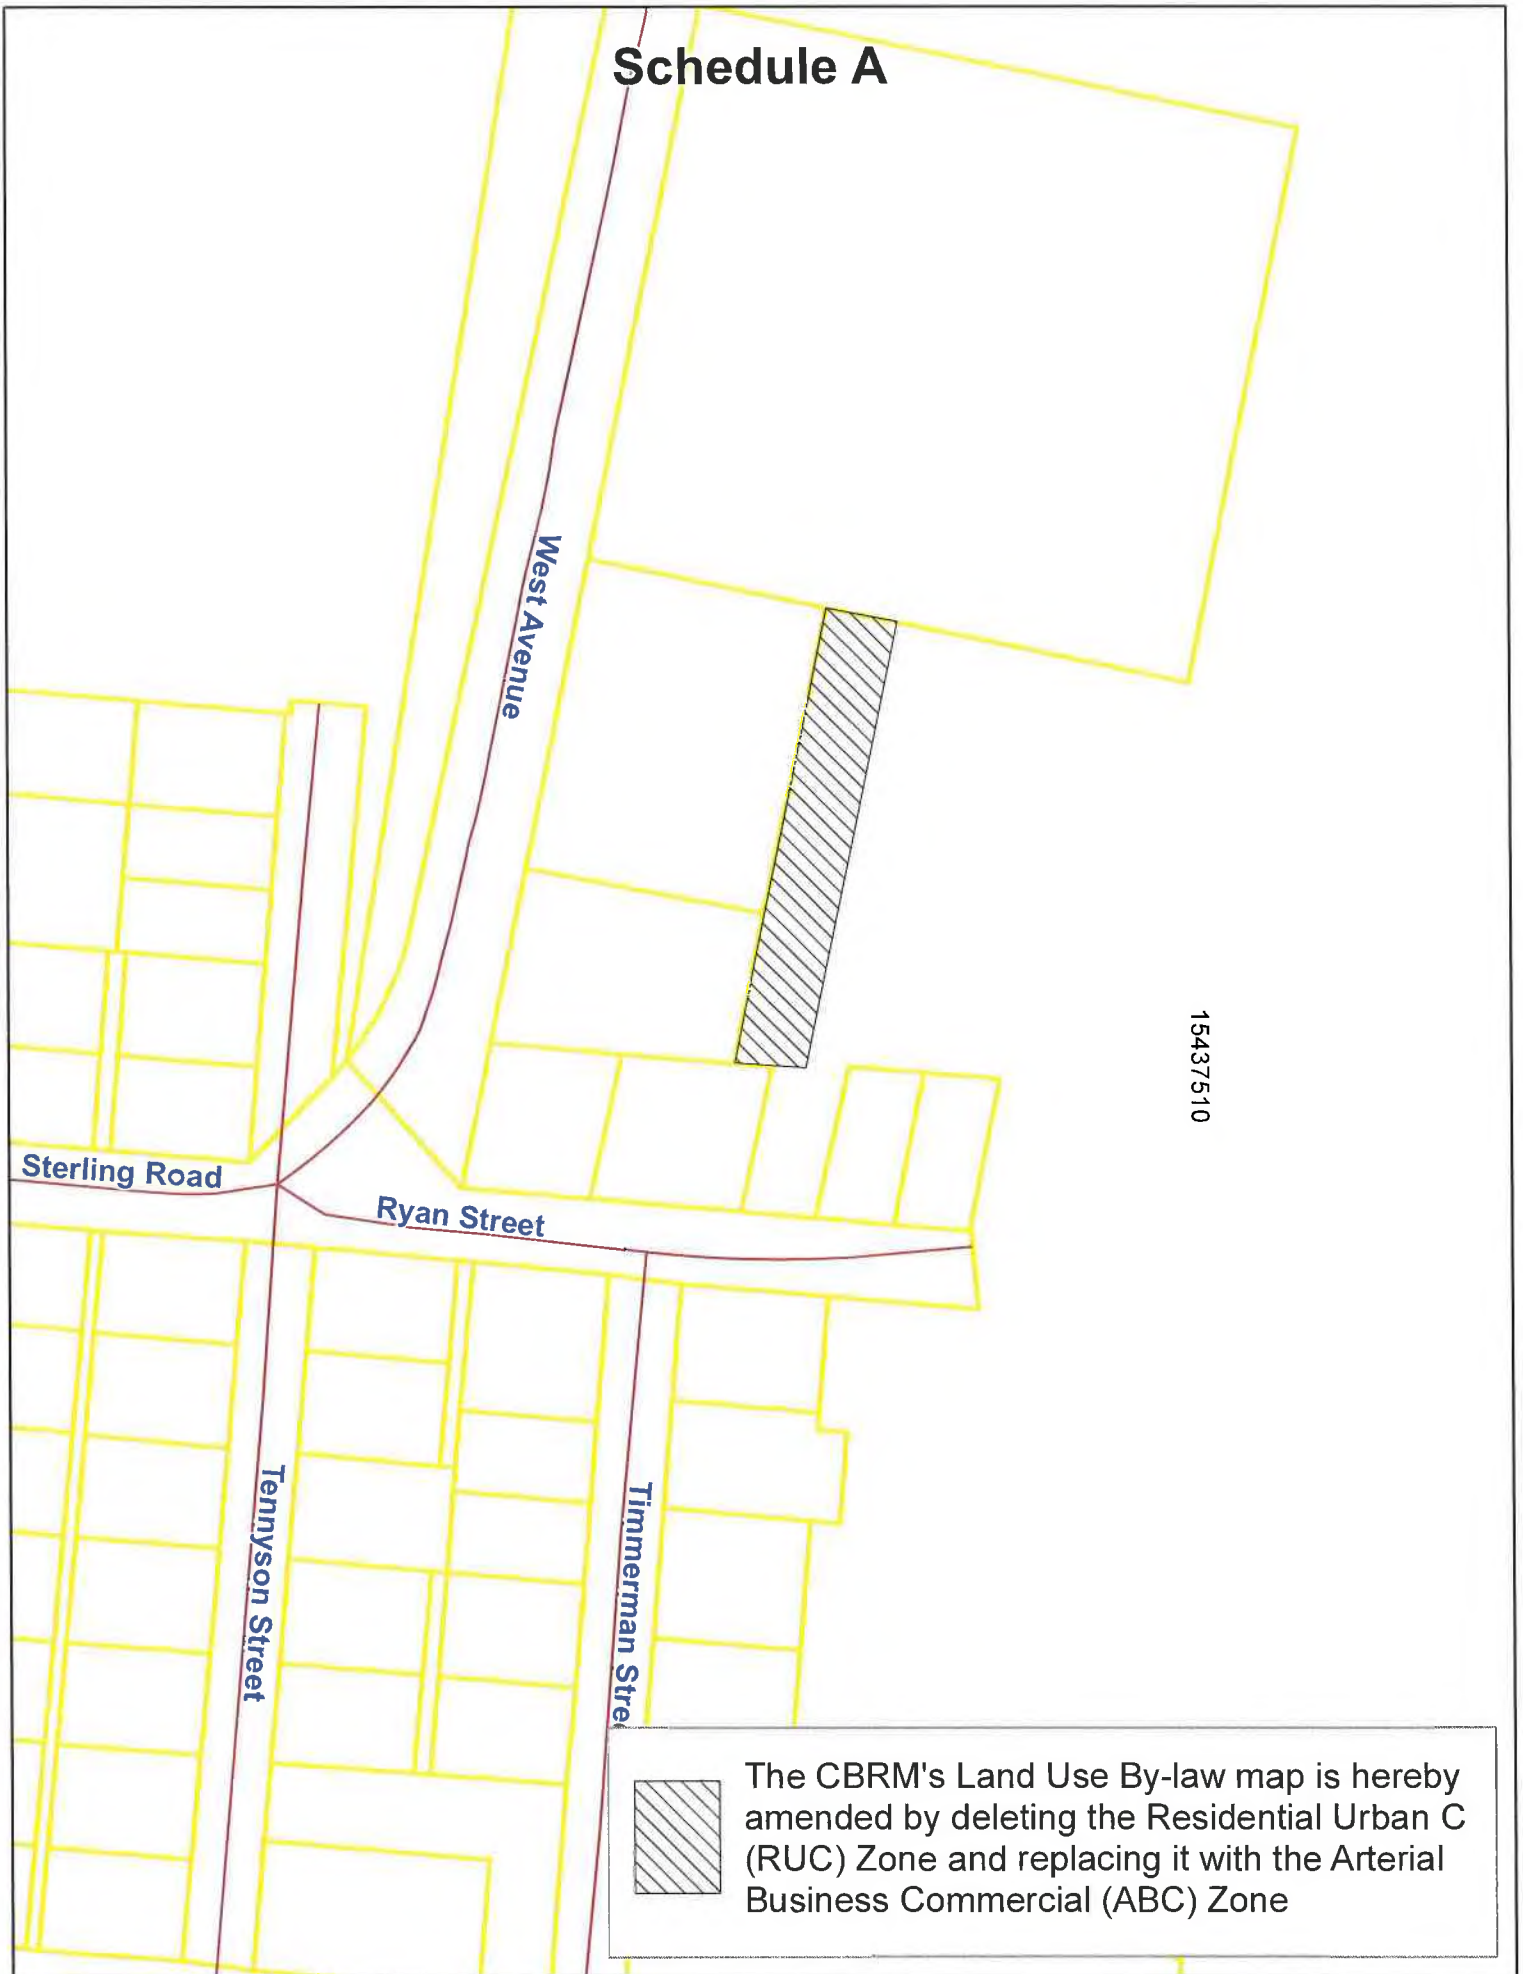 Schedule A
West Avenue
15437510
Sterling Road
Ryan Street
Tennyson Street
Timmerman Stree
The CBRM's Land Use By-law map is hereby
amended by deleting the Residential Urban C
(RUC) Zone and replacing it with the Arterial
Business Commercial (ABC) Zone